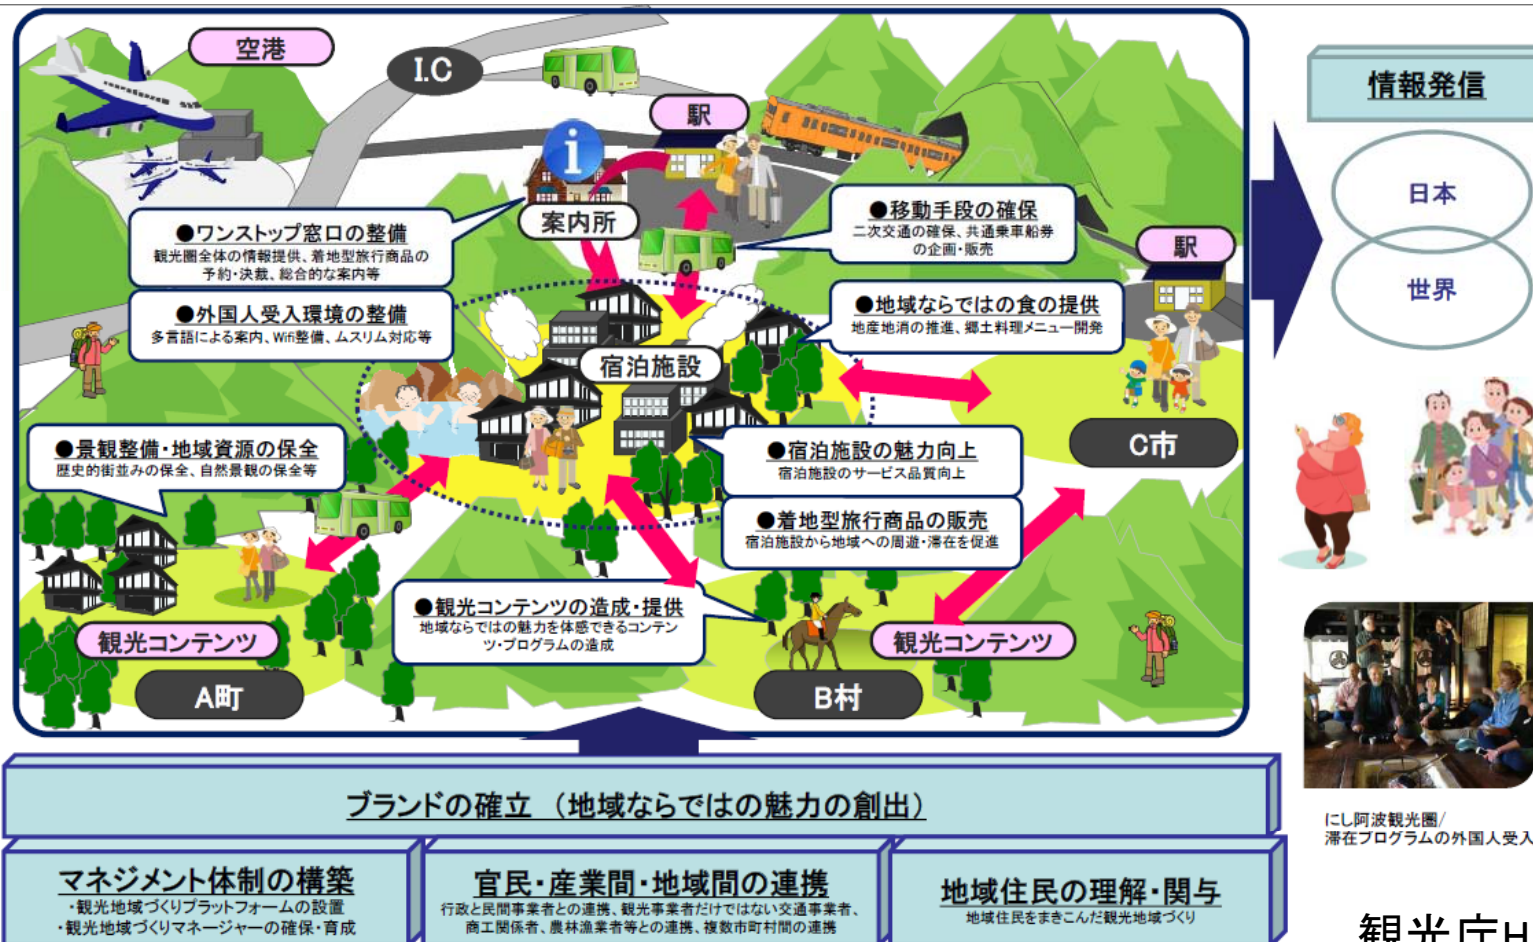 空港
I.C
駅
情報発信
日本
世界
案内所
●ワンストップ窓口の整備
観光圏全体の情報提供、着地型旅行商品の
予約・決裁、総合的な案内等
●移動手段の確保
二次交通の確保、共通乗車船券
の企画・販売
駅
●外国人受入環境の整備
多言語による案内、Wifi整備、ムスリム対応等
●地域ならではの食の提供
地産地消の推進、郷土料理メニュー開発
宿泊施設
C市
●景観整備・地域資源の保全
歴史的街並みの保全、自然景観の保全等
●宿泊施設の魅力向上
宿泊施設のサービス品質向上
●着地型旅行商品の販売
宿泊施設から地域への周遊・滞在を促進
●観光コンテンツの造成・提供
地域ならではの魅力を体感できるコンテン
ツ・プログラムの造成
観光コンテンツ
A町
観光コンテンツ
B村
ブランドの確立 （地域ならではの魅力の創出）
マネジメント体制の構築
・観光地域づくりプラットフォームの設置
・観光地域づくりマネージャーの確保・育成
官民・産業間・地域間の連携
行政と民間事業者との連携、観光事業者だけではない交通事業者、
商工関係者、農林漁業者等との連携、複数市町村間の連携
地域住民の理解・関与
地域住民をまきこんだ観光地域づくり
にし阿波観光圏/
滞在プログラムの外国人受入
観光庁H